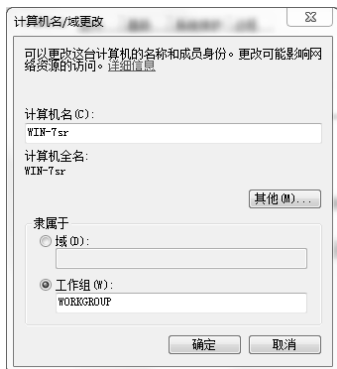 计算机名/域更改
可以更改这台计算机的名称和成员身份。更改可能影响网
络资源的访问。详细信息
计算机名(C):
WIN-7sr
计算机全名:
WIN-7sr
其他(M)...
隶属于
域(D):
工作组(W):
WORKGROUP
确定
取消